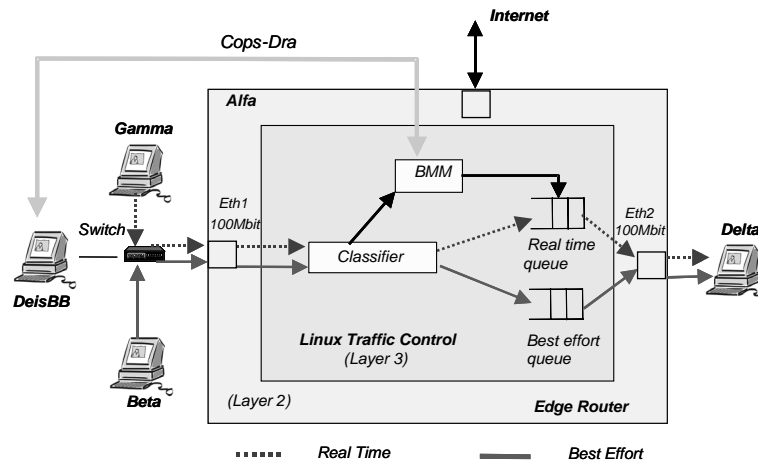 Internet
Cops-Dra
Alfa
Gamma
BMM
Eth1
100Mbit
Eth2
100Mbit
Switch
Delta
Classifier
Real time
queue
DeisBB
Linux Traffic Control
(Layer 3)
Best effort
queue
Beta
(Layer 2)
Edge Router
Real Time
Best Effort